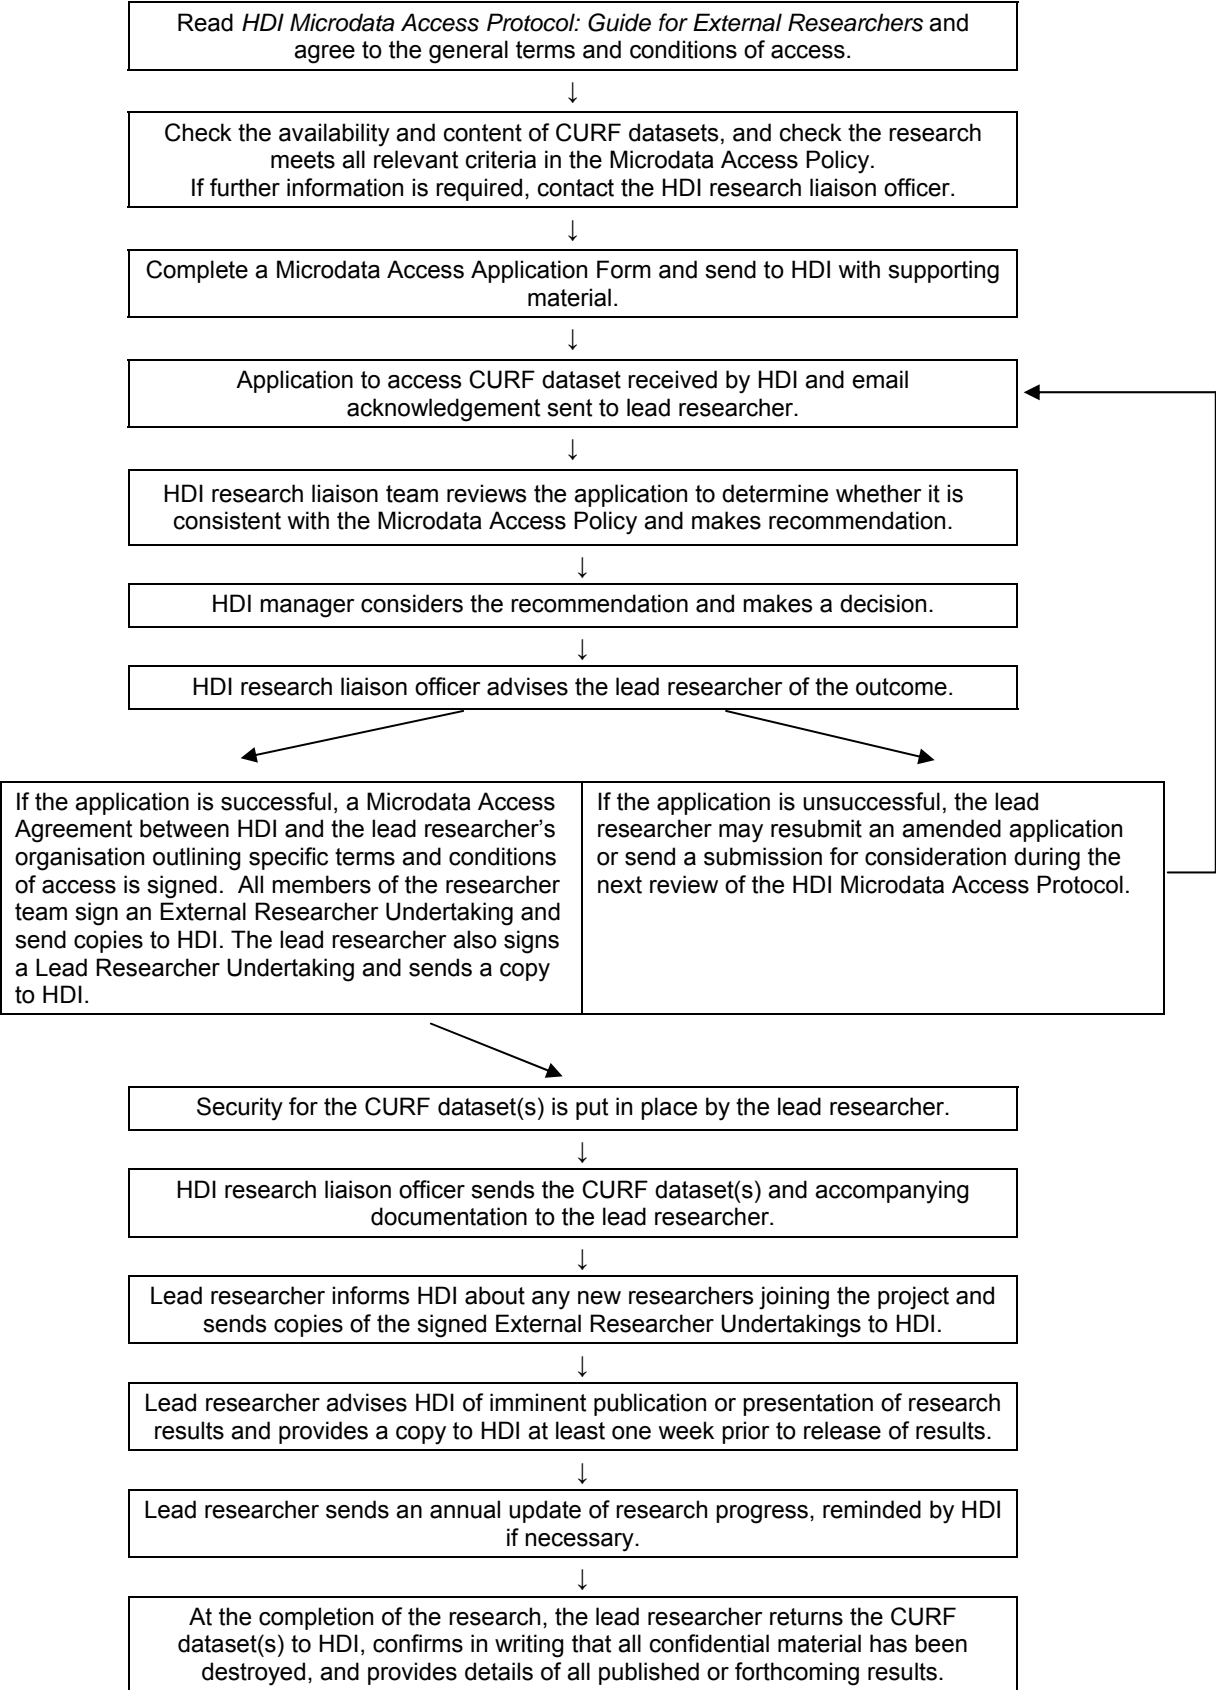 Read HDI Microdata Access Protocol: Guide for External Researchers and
agree to the general terms and conditions of access.
↓
Check the availability and content of CURF datasets, and check the research
meets all relevant criteria in the Microdata Access Policy.
If further information is required, contact the HDI research liaison officer.
↓
Complete a Microdata Access Application Form and send to HDI with supporting
material.
↓
Application to access CURF dataset received by HDI and email
acknowledgement sent to lead researcher.
↓
HDI research liaison team reviews the application to determine whether it is
consistent with the Microdata Access Policy and makes recommendation.
↓
HDI manager considers the recommendation and makes a decision.
↓
HDI research liaison officer advises the lead researcher of the outcome.
If the application is successful, a Microdata Access
Agreement between HDI and the lead researcher's
organisation outlining specific terms and conditions
of access is signed.  All members of the researcher
team sign an External Researcher Undertaking and
send copies to HDI. The lead researcher also signs
a Lead Researcher Undertaking and sends a copy
to HDI.
If the application is unsuccessful, the lead
researcher may resubmit an amended application
or send a submission for consideration during the
next review of the HDI Microdata Access Protocol.
Security for the CURF dataset(s) is put in place by the lead researcher.
↓
HDI research liaison officer sends the CURF dataset(s) and accompanying
documentation to the lead researcher.
↓
Lead researcher informs HDI about any new researchers joining the project and
sends copies of the signed External Researcher Undertakings to HDI.
↓
Lead researcher advises HDI of imminent publication or presentation of research
results and provides a copy to HDI at least one week prior to release of results.
↓
Lead researcher sends an annual update of research progress, reminded by HDI
if necessary.
↓
At the completion of the research, the lead researcher returns the CURF
dataset(s) to HDI, confirms in writing that all confidential material has been
destroyed, and provides details of all published or forthcoming results.